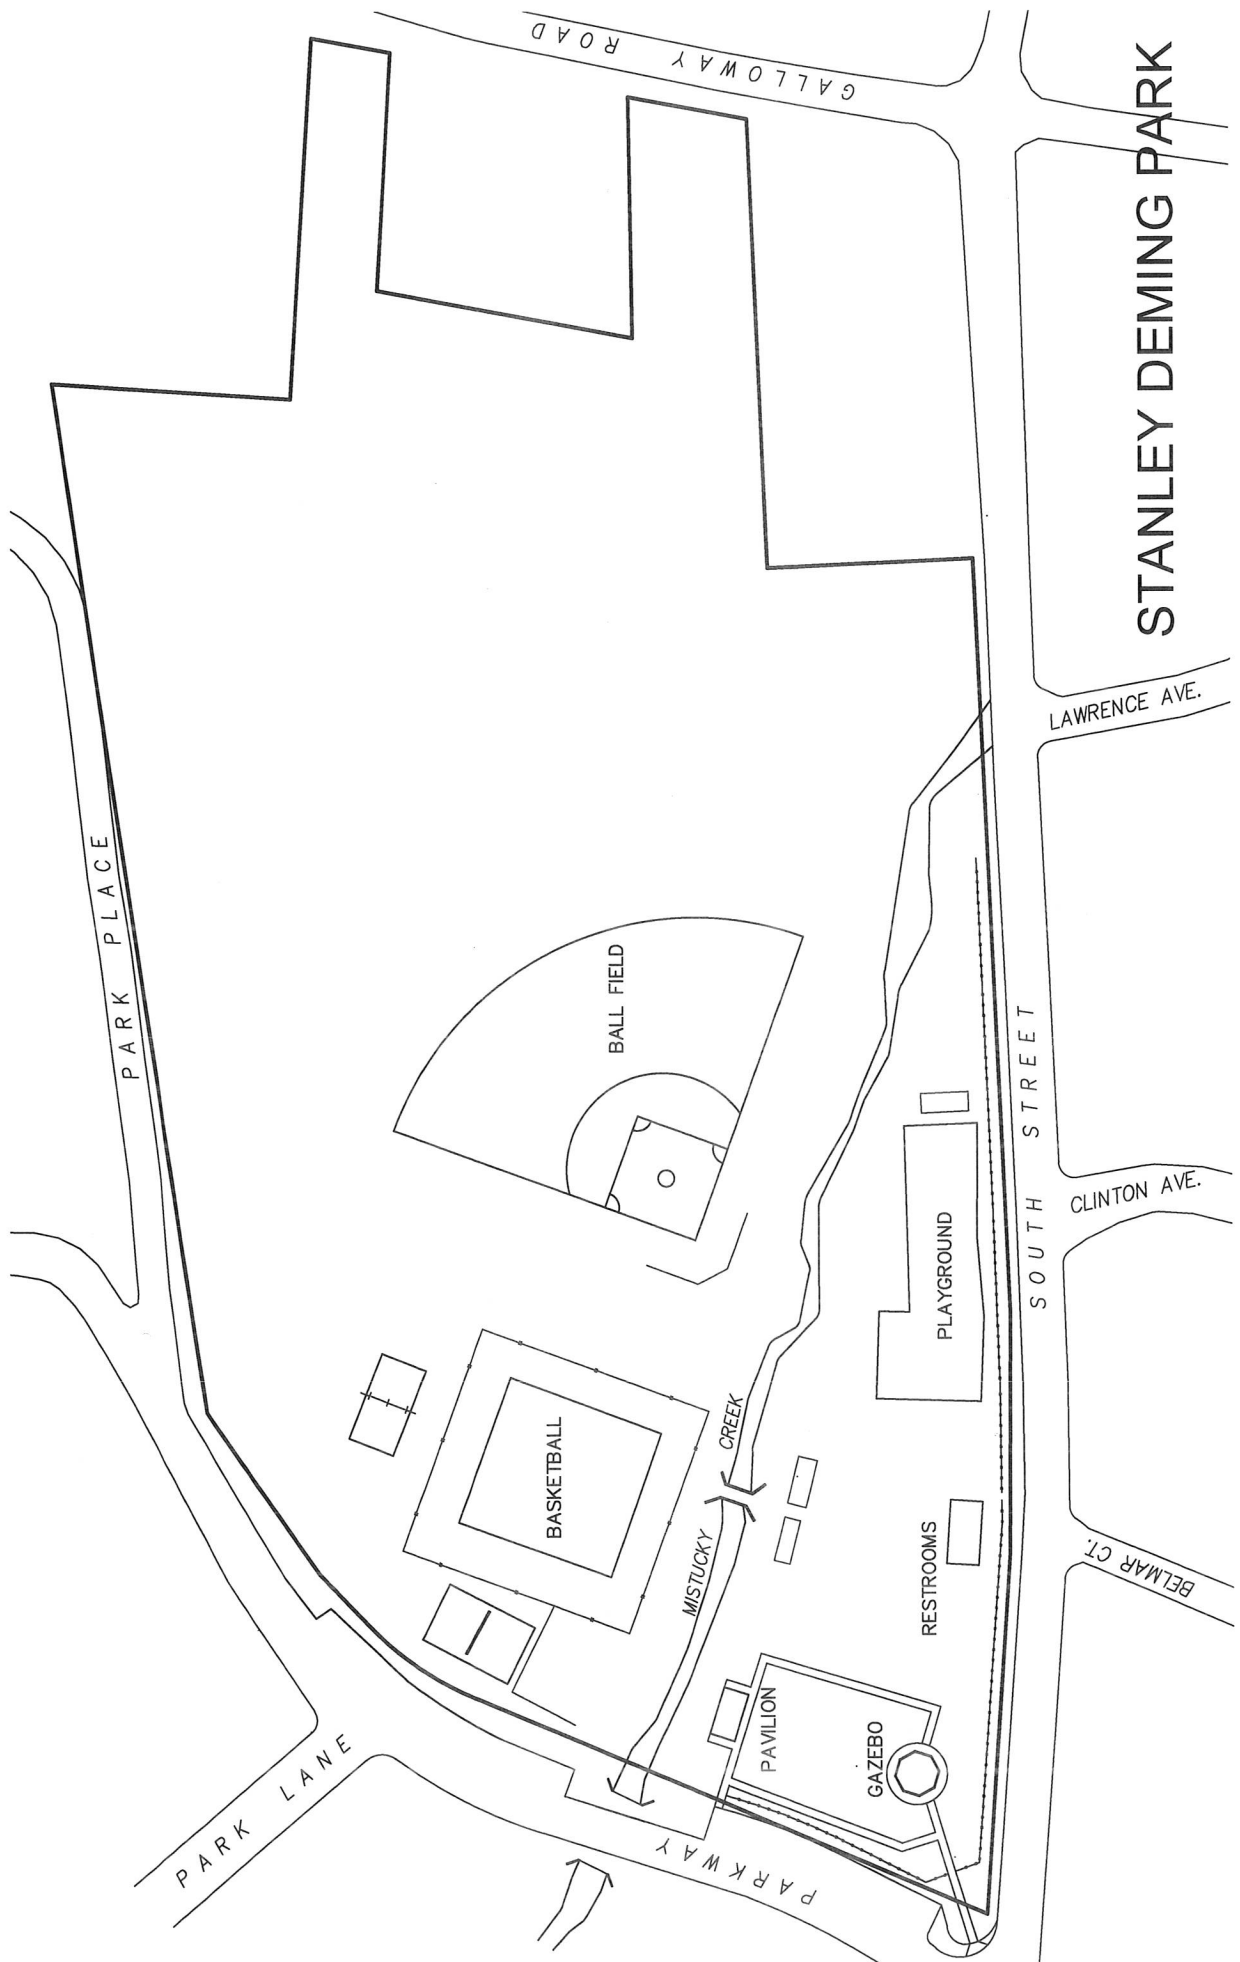 STANLEY DEMING PARK
GALLOWAY ROAD
PARK PLACE
BALL FIELD
LAWRENCE AVE.
SOUTH STREET
CLINTON AVE.
PLAYGROUND
BASKETBALL
MISTUCKY CREEK
RESTROOMS
BELMAR CT.
PAVILION
GAZEBO
PARK LANE
PARKWAY